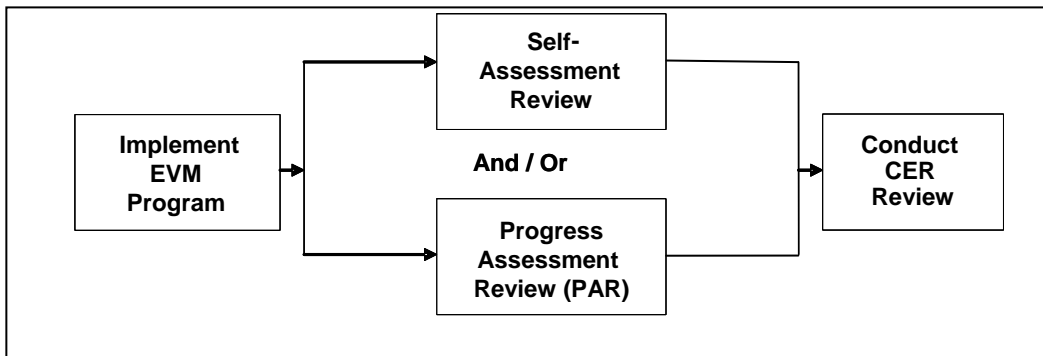 Implement
EVM
Program
Self-
Assessment
Review
And / Or
Progress
Assessment
Review (PAR)
Conduct
CER
Review